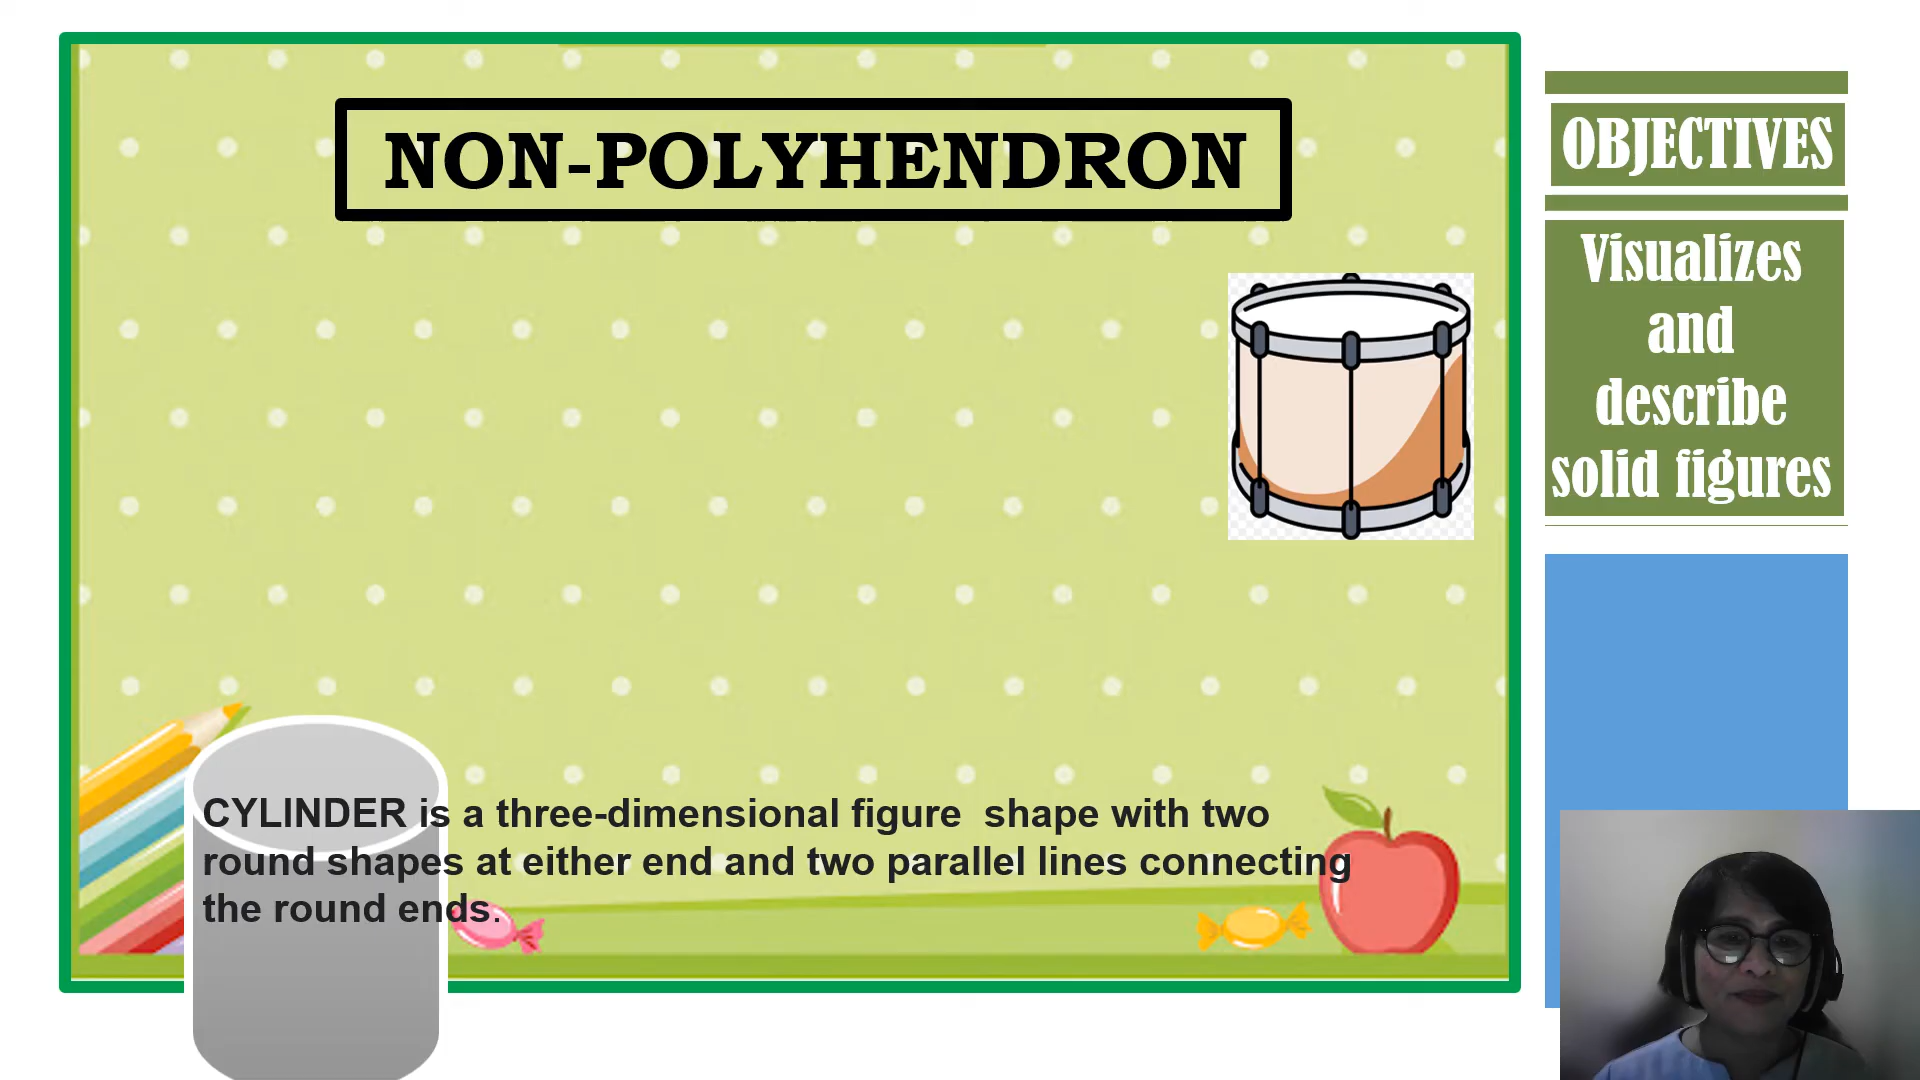 NON-POLYHENDRON
CYLINDER is a three-dimensional figure  shape with two
round shapes at either end and two parallel lines connecting
the round ends.
OBJECTIVES
Visualizes
and
describe
solid figures